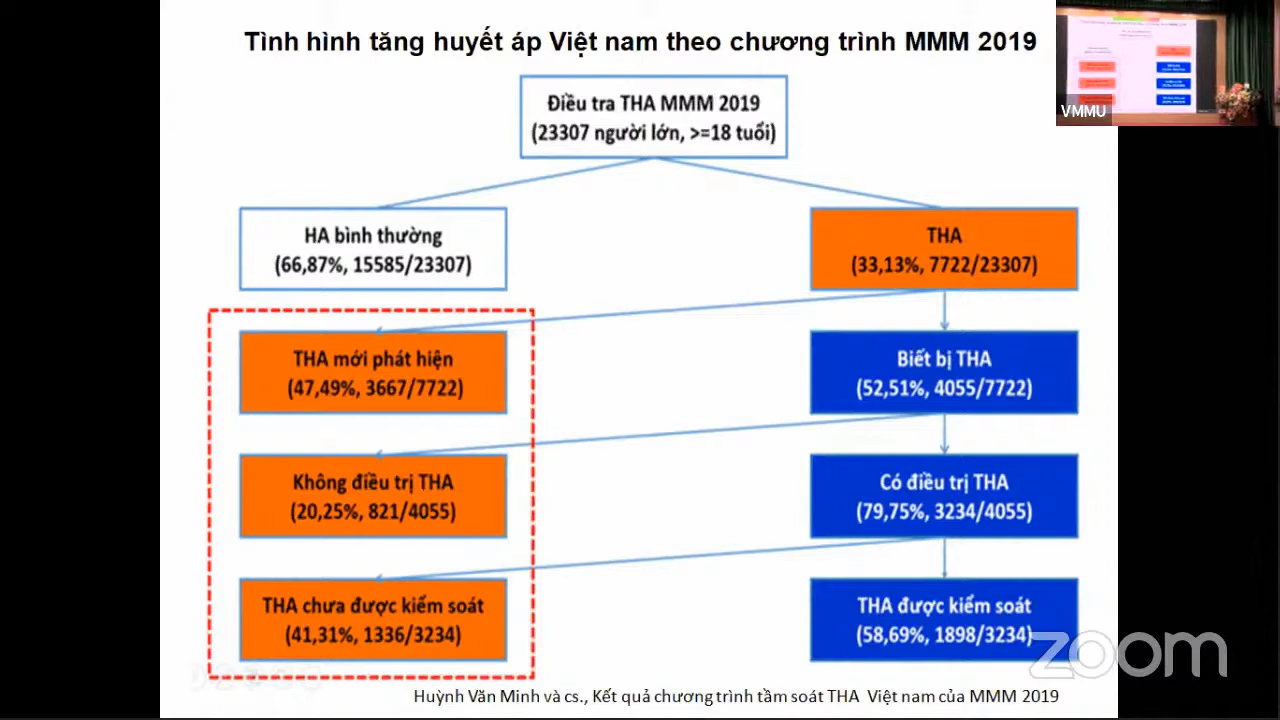 Tình hình tăng huyết áp Việt nam theo chương trình MMM 2019
VMMU
Điều tra THA MMM 2019
(23307 người lớn, >=18 tuổi)
HA bình thường
(66,87%, 15585/23307)
THA
(33,13%, 7722/23307)
THA mới phát hiện
(47,49%, 3667/7722)
Biết bị THA
(52,51%, 4055/7722)
Không điều trị THA
(20,25%, 821/4055)
Có điều trị THA
(79,75%, 3234/4055)
THA chưa được kiểm soát
(41,31%, 1336/3234)
THA được kiểm soát
(58,69%, 1898/3234)
zoom
Huỳnh Văn Minh và cs., Kết quả chương trình tầm soát THA Việt nam của MMM 2019